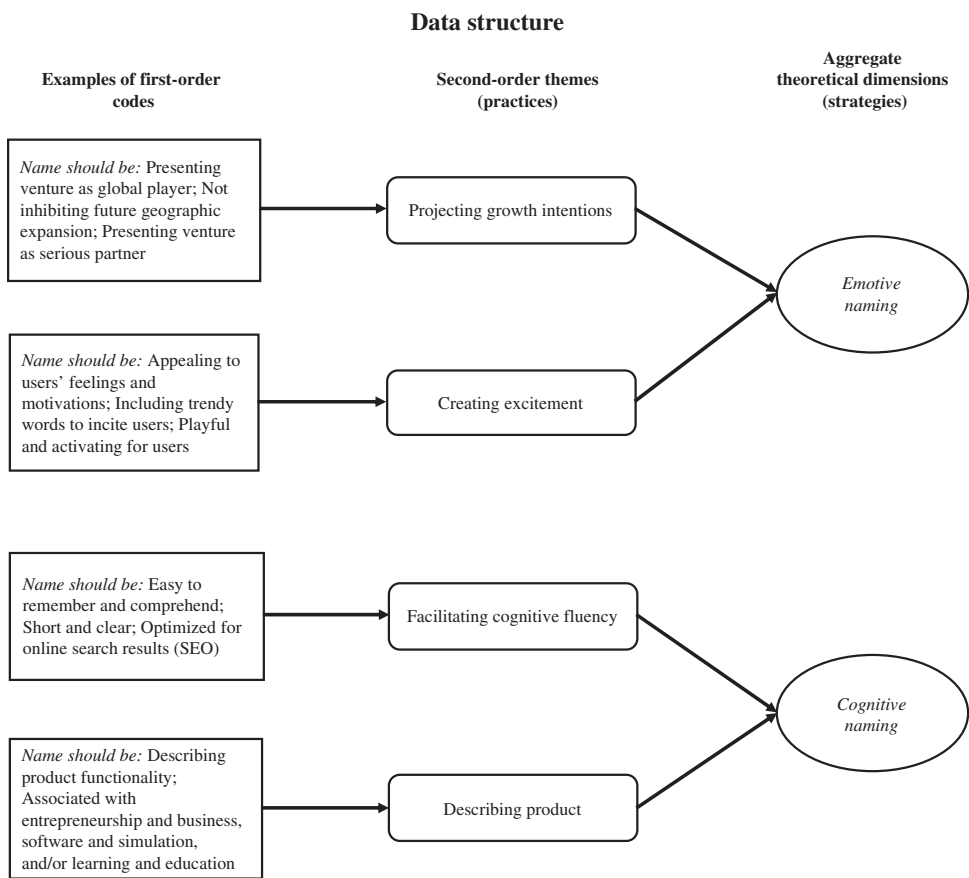 Data structure
Examples of first-order
codes
Second-order themes
(practices)
Aggregate
theoretical dimensions
(strategies)
Name should be: Presenting
venture as global player; Not
inhibiting future geographic
expansion; Presenting venture
as serious partner
Projecting growth intentions
Emotive
naming
Name should be: Appealing to
users’ feelings and
motivations; Including trendy
words to incite users; Playful
and activating for users
Creating excitement
Name should be: Easy to
remember and comprehend;
Short and clear; Optimized for
online search results (SEO)
Facilitating cognitive fluency
Cognitive
naming
Name should be: Describing
product functionality;
Associated with
entrepreneurship and business,
software and simulation,
and/or learning and education
Describing product